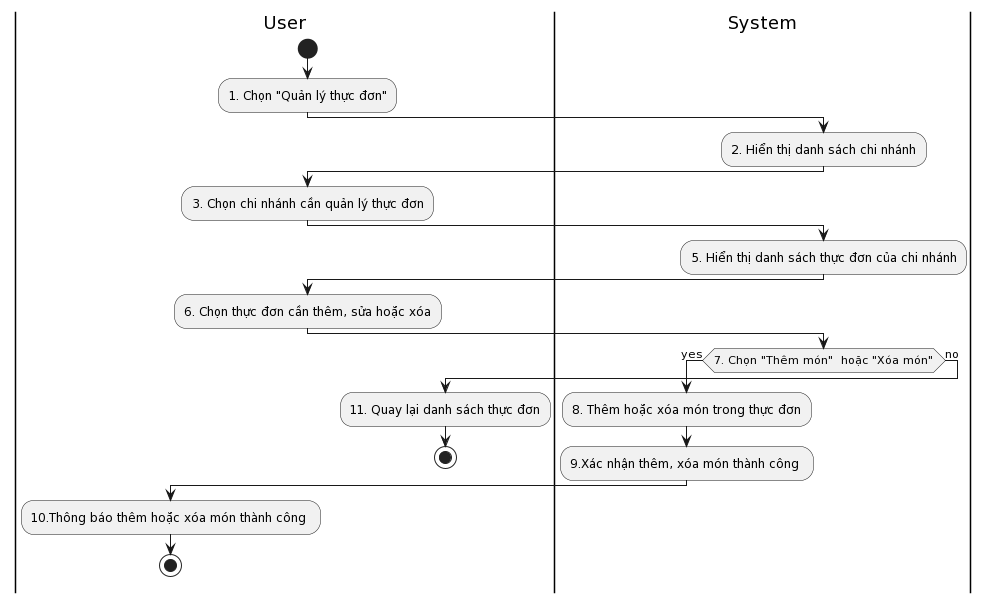 User
System
1. Chọn "Quản lý thực đơn"
2. Hiển thị danh sách chi nhánh
3. Chọn chi nhánh cần quản lý thực đơn
5. Hiển thị danh sách thực đơn của chi nhánh
6. Chọn thực đơn cần thêm, sửa hoặc xóa
yes
7. Chọn "Thêm món"  hoặc "Xóa món"
no
11. Quay lại danh sách thực đơn
8. Thêm hoặc xóa món trong thực đơn
9.Xác nhận thêm, xóa món thành công
10.Thông báo thêm hoặc xóa món thành công